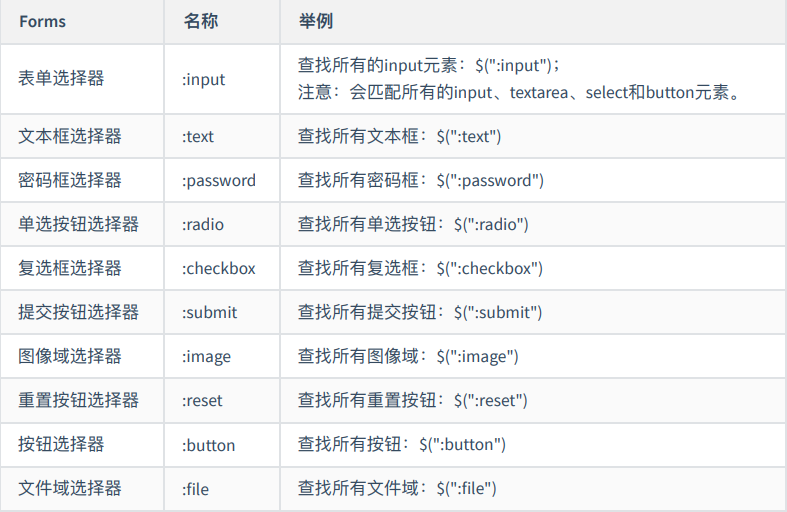 Forms 名称 举例
表单选择器 :input 查找所有的input元素：$(":input")；
注意：会匹配所有的input、textarea、select和button元素。
文本框选择器 :text 查找所有文本框：$(":text")
密码框选择器 :password 查找所有密码框：$(":password")
单选按钮选择器 :radio 查找所有单选按钮：$(":radio")
复选框选择器 :checkbox 查找所有复选框：$(":checkbox")
提交按钮选择器 :submit 查找所有提交按钮：$(":submit")
图像域选择器 :image 查找所有图像域：$(":image")
重置按钮选择器 :reset 查找所有重置按钮：$(":reset")
按钮选择器 :button 查找所有按钮：$(":button")
文件域选择器 :file 查找所有文件域：$(":file")